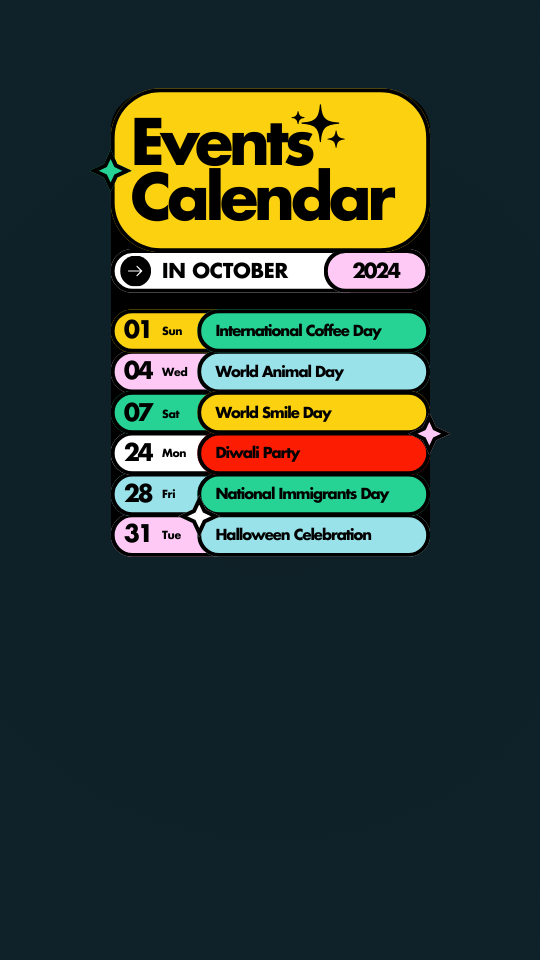 Events
Calendar
IN OCTOBER 2024
01 Sun International Coffee Day
04 Wed World Animal Day
07 Sat World Smile Day
24 Mon Diwali Party
28 Fri National Immigrants Day
31 Tue Halloween Celebration